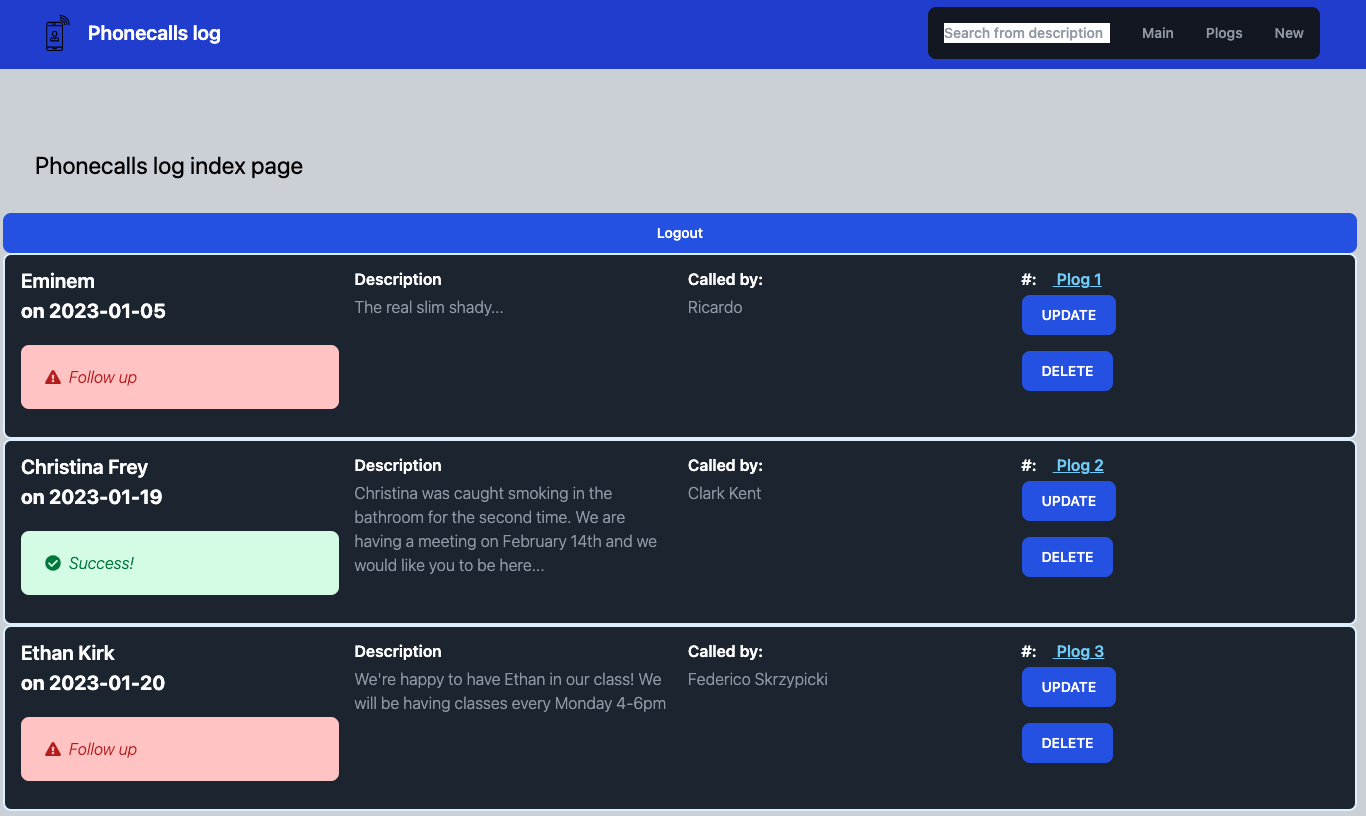 Phonecalls log
Search from description Main Plogs New
Phonecalls log index page
Logout
Eminem
on 2023-01-05
Follow up
Description
The real slim shady...
Called by:
Ricardo
#: Plog 1
UPDATE
DELETE
Christina Frey
on 2023-01-19
Success!
Description
Christina was caught smoking in the
bathroom for the second time. We are
having a meeting on February 14th and we
would like you to be here...
Called by:
Clark Kent
#: Plog 2
UPDATE
DELETE
Ethan Kirk
on 2023-01-20
Follow up
Description
We're happy to have Ethan in our class! We
will be having classes every Monday 4-6pm
Called by:
Federico Skrzypicki
#: Plog 3
UPDATE
DELETE